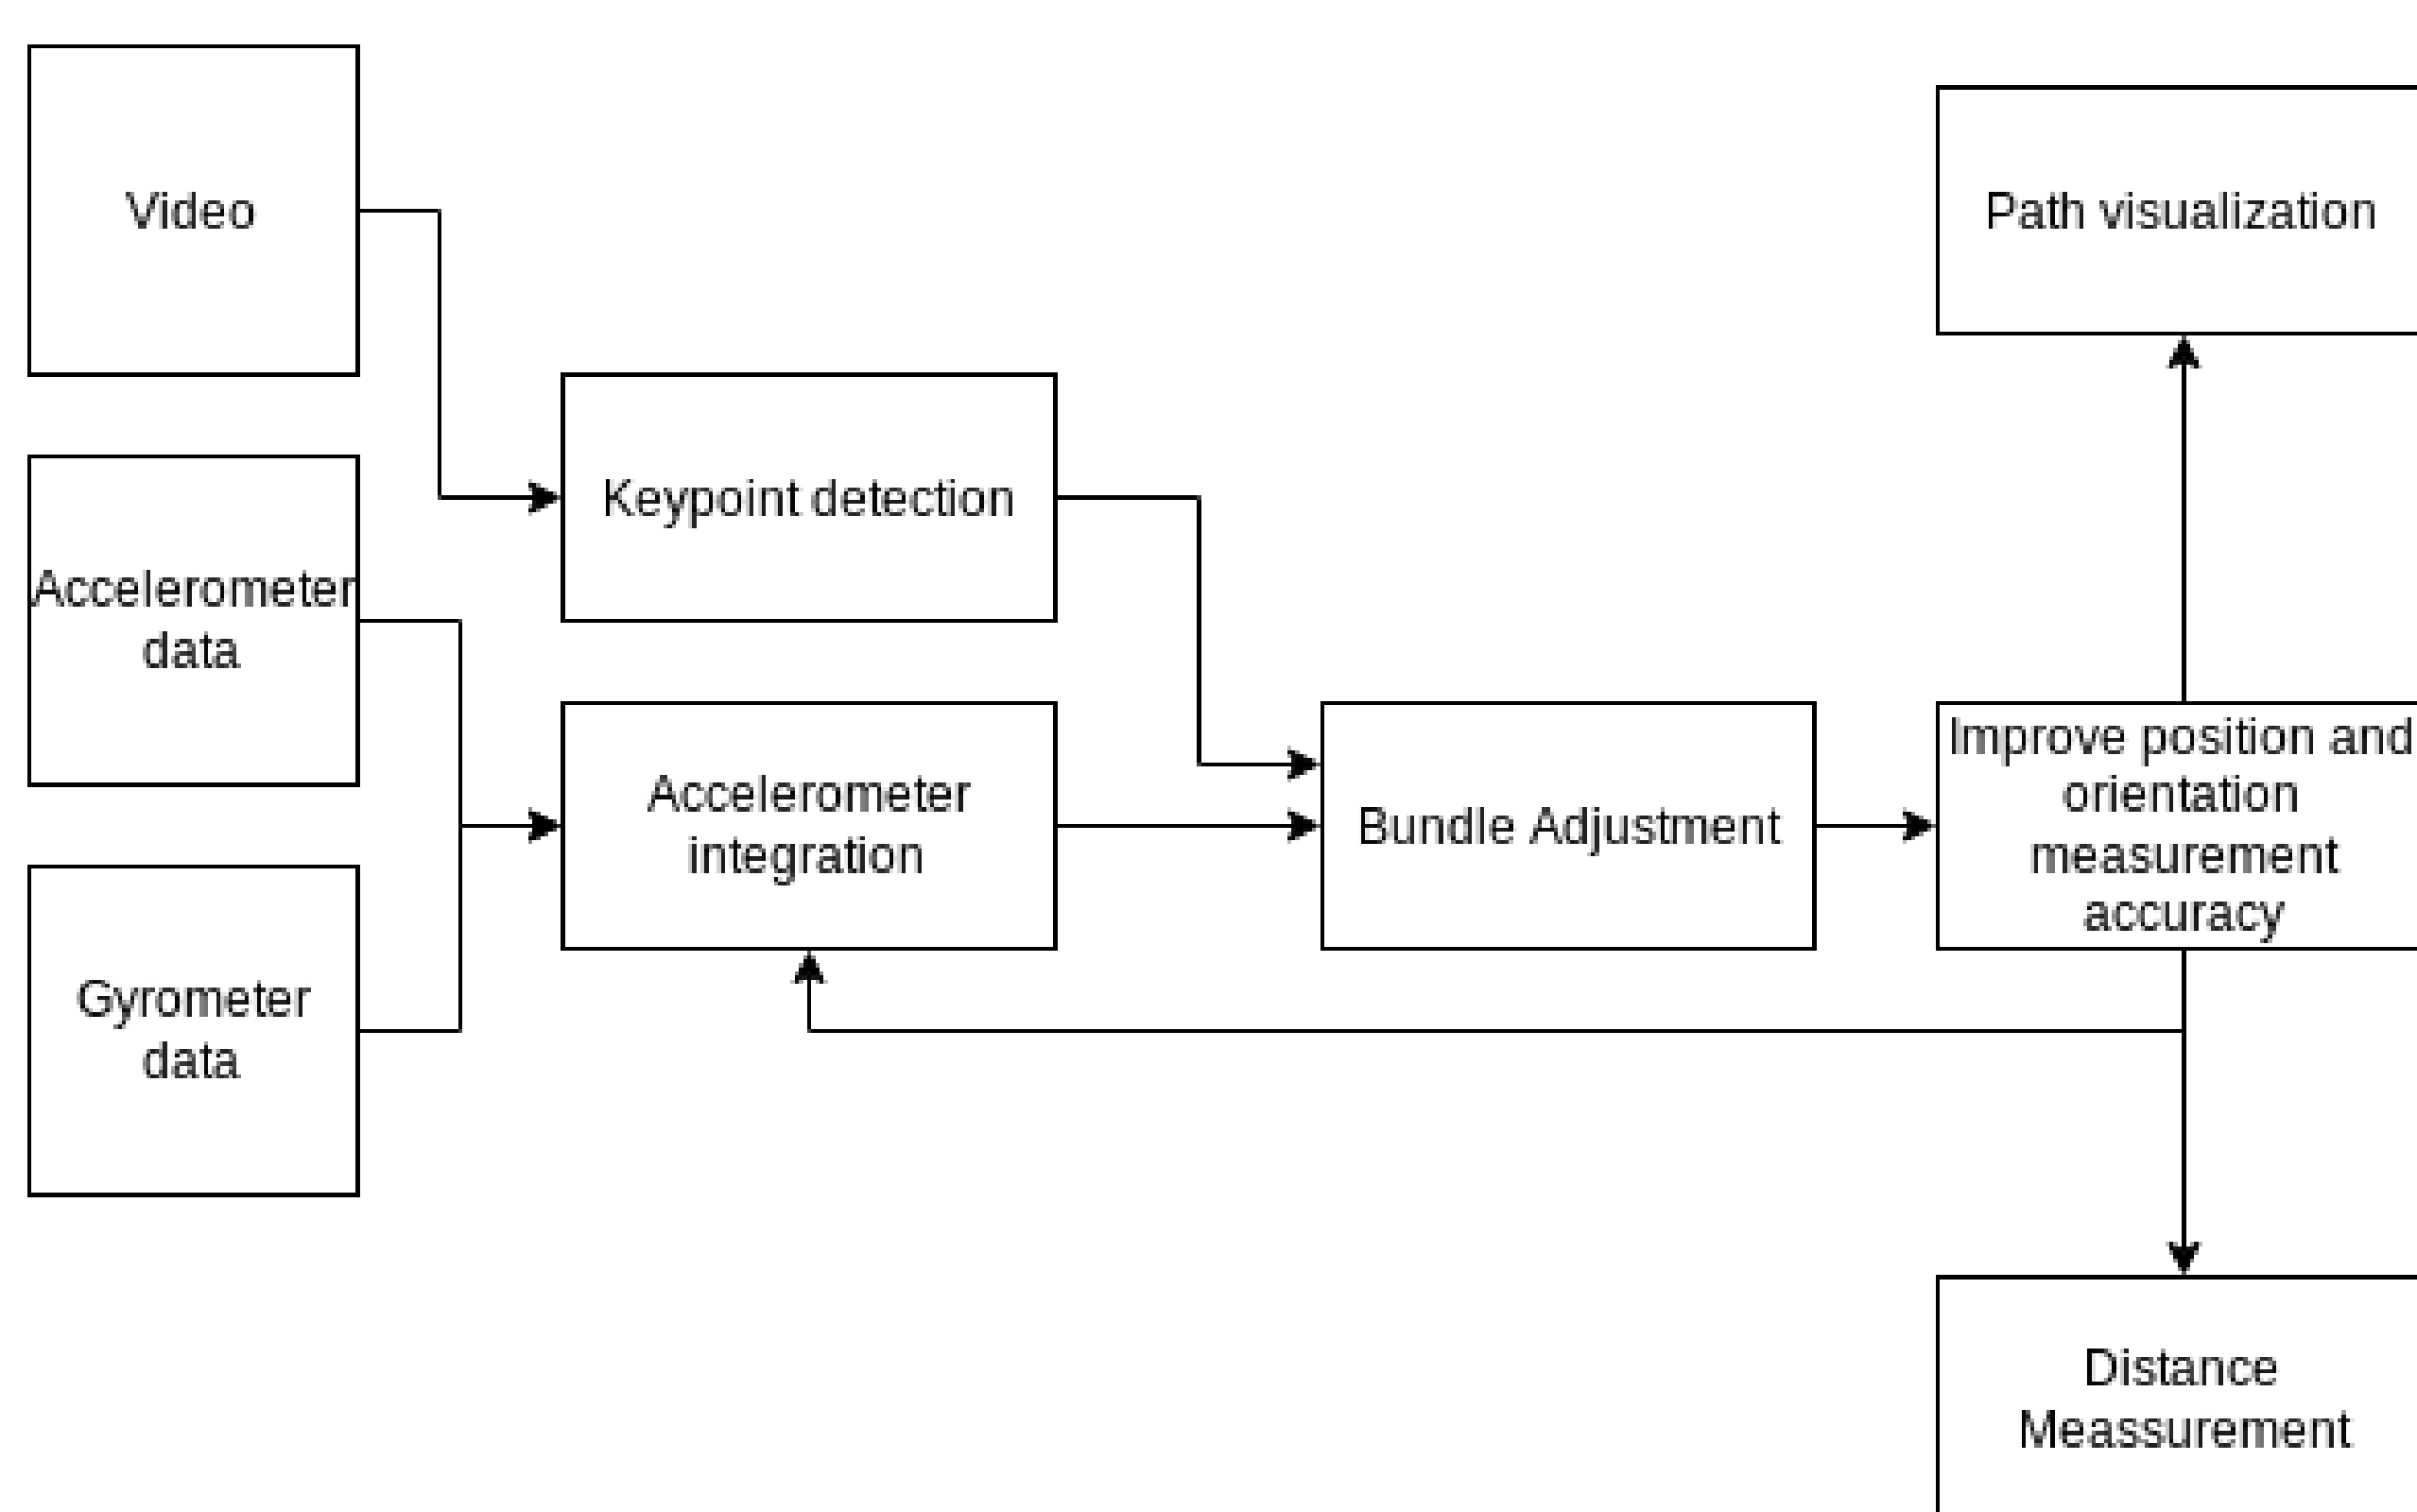 Video
Path visualization
Keypoint detection
Accelerometer
data
Accelerometer
integration
Bundle Adjustment
Improve position and
orientation
measurement
accuracy
Gyrometer
data
Distance
Meassurement